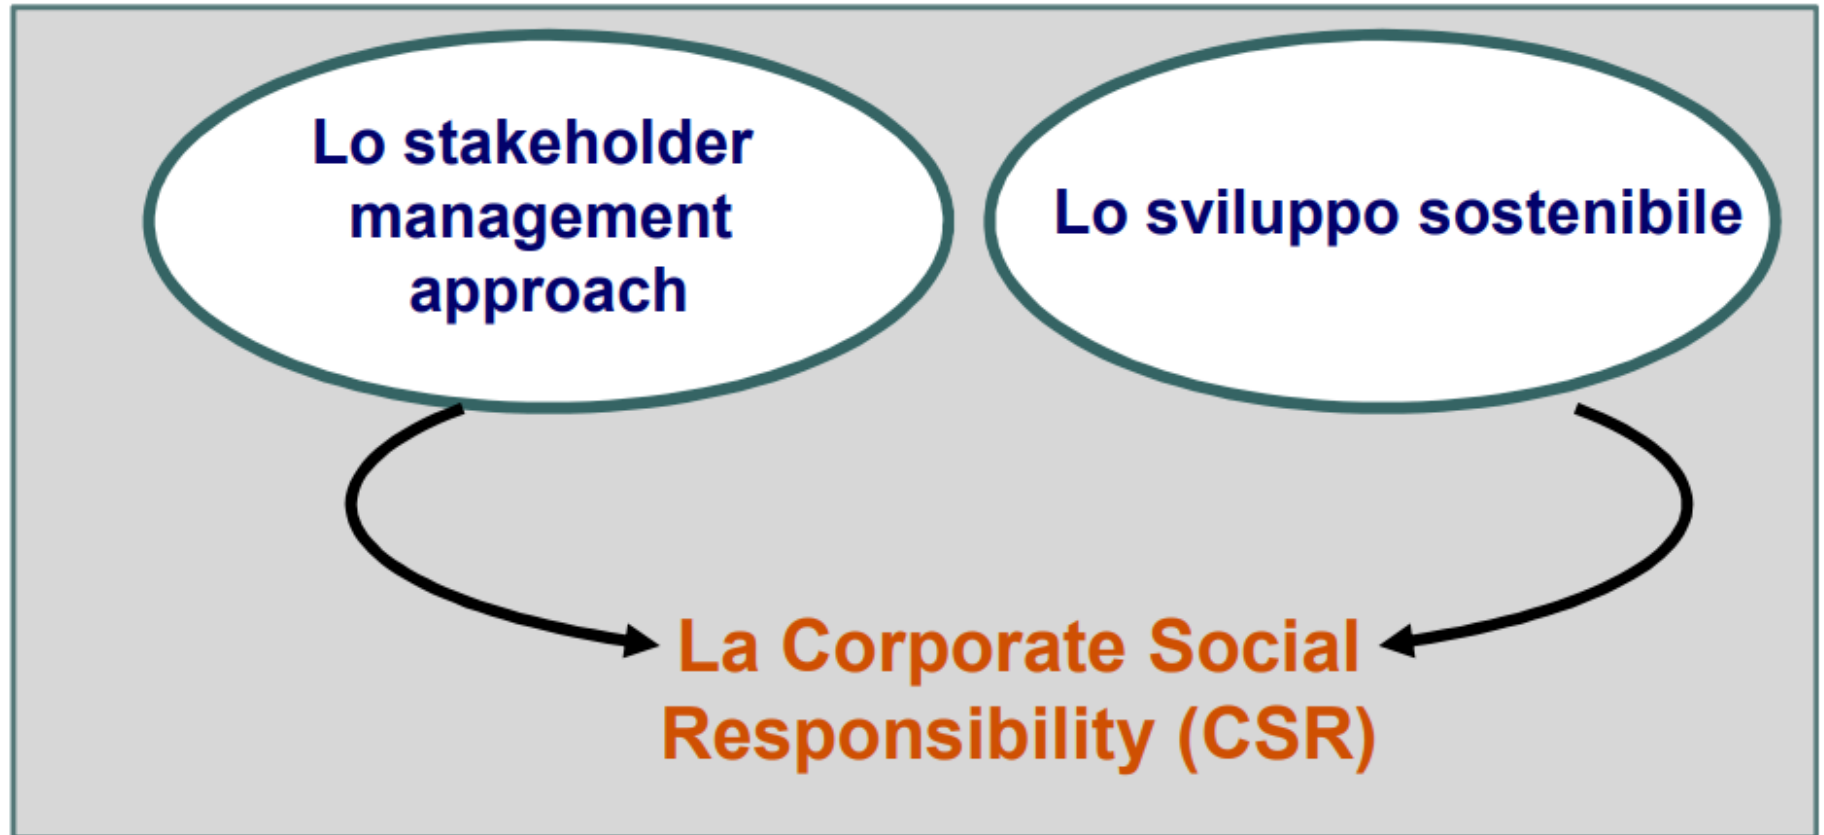 Lo stakeholder
management
approach
Lo sviluppo sostenibile
La Corporate Social
Responsibility (CSR)